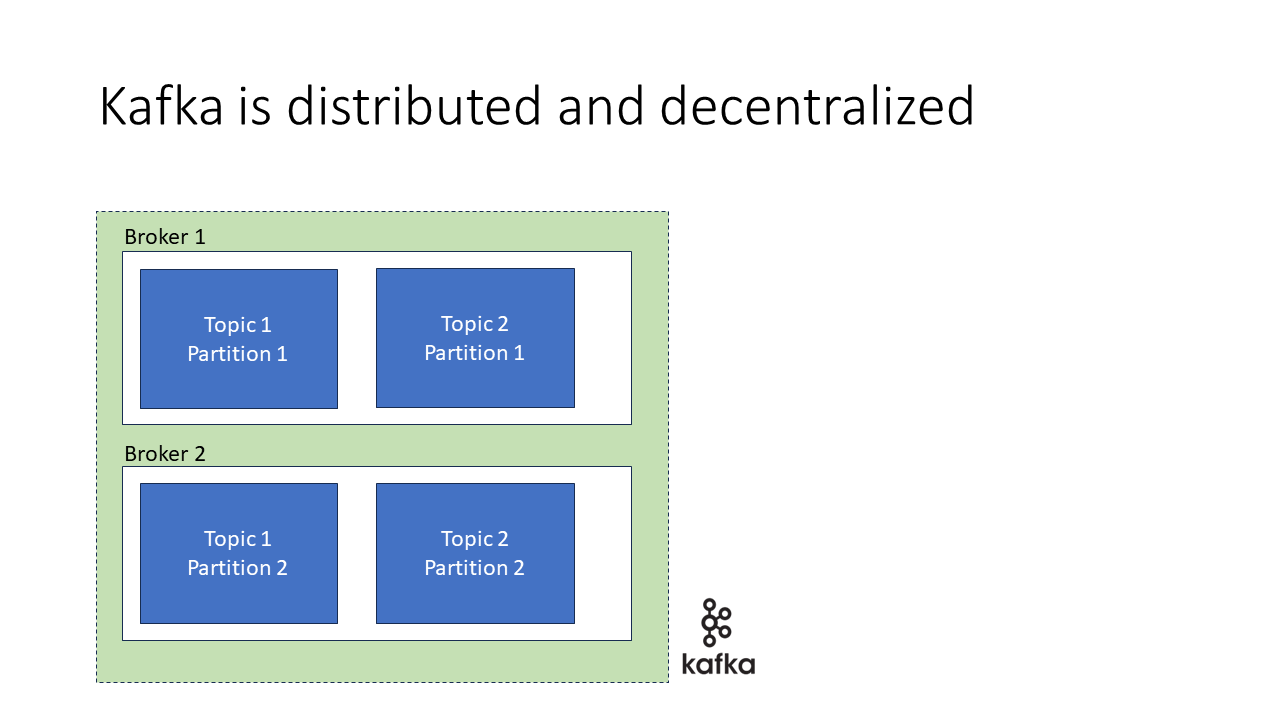 Kafka is distributed and decentralized
Broker 1
Topic 1
Partition 1
Topic 2
Partition 1
Broker 2
Topic 1
Partition 2
Topic 2
Partition 2
kafka